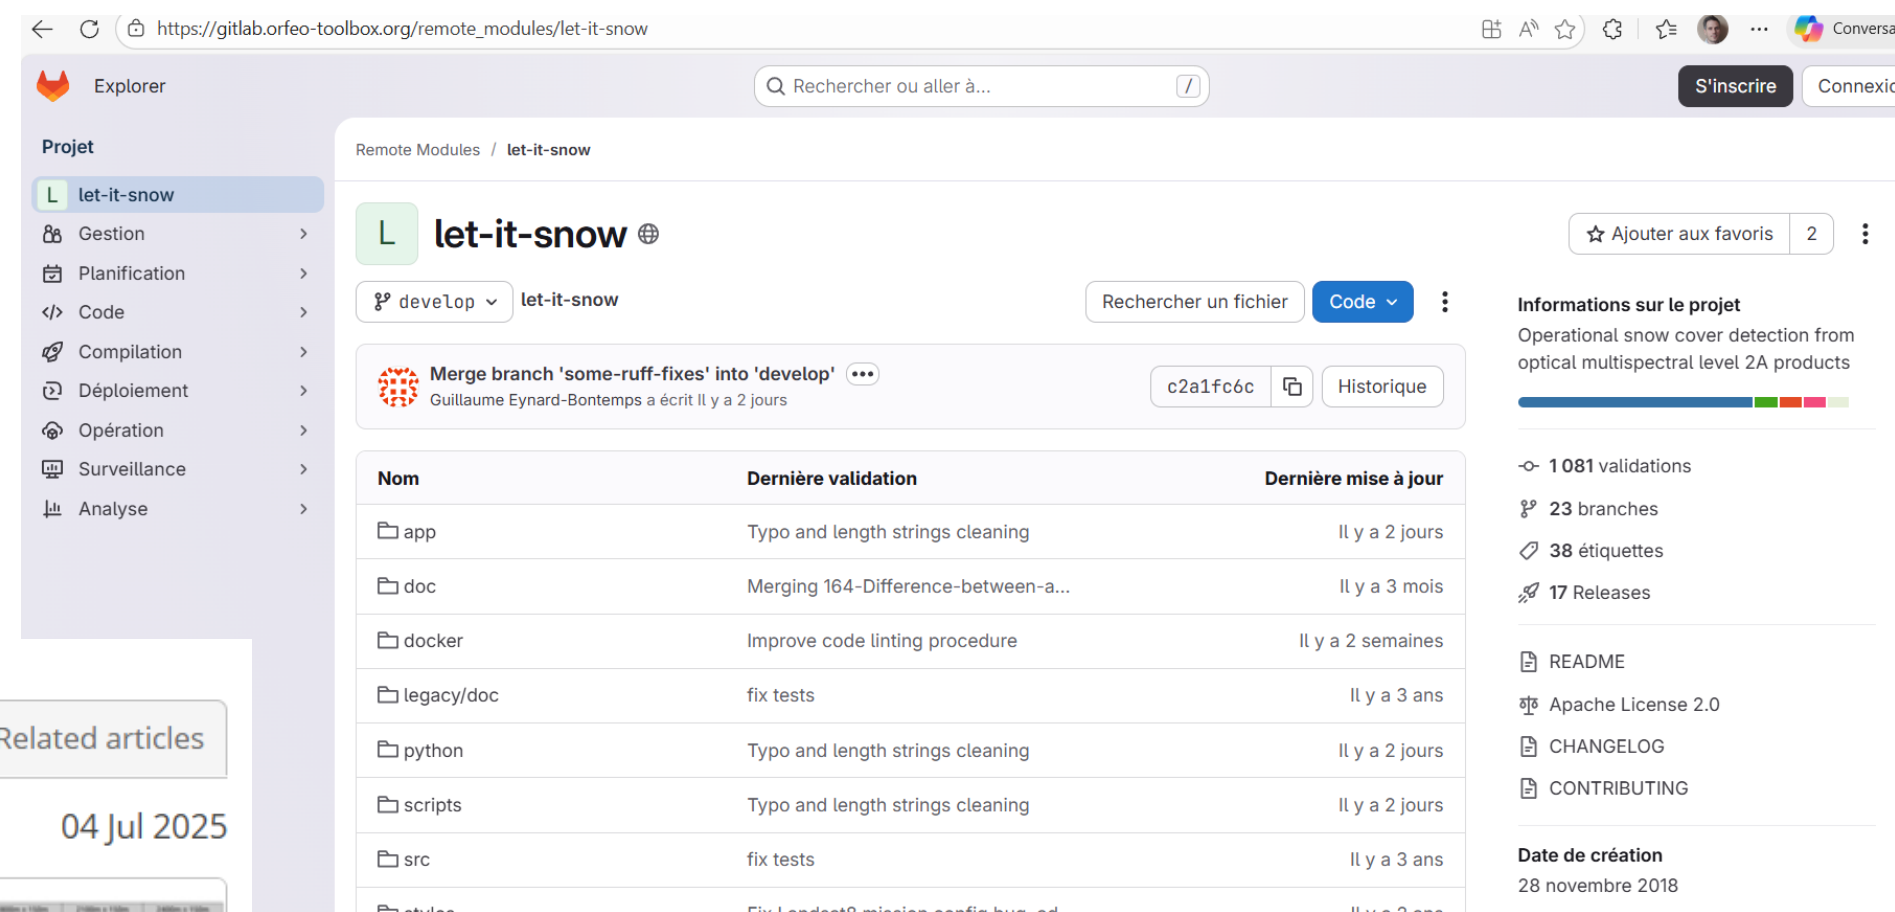 https://gitlab.orfeo-toolbox.org/remote_modules/let-it-snow
Conversa
Explorer
Rechercher ou aller à...
/
S'inscrire
Connexio
Projet
L let-it-snow
Gestion
Planification
Code
Compilation
Déploiement
Opération
Surveillance
Analyse
Remote Modules / let-it-snow
L
let-it-snow
Ajouter aux favoris 2
develop
let-it-snow
Rechercher un fichier
Code
Merge branch 'some-ruff-fixes' into 'develop'
Guillaume Eynard-Bontemps a écrit Il y a 2 jours
c2a1fc6c
Historique
Nom Dernière validation Dernière mise à jour
app Typo and length strings cleaning Il y a 2 jours
doc Merging 164-Difference-between-a... Il y a 3 mois
docker Improve code linting procedure Il y a 2 semaines
legacy/doc fix tests Il y a 3 ans
python Typo and length strings cleaning Il y a 2 jours
scripts Typo and length strings cleaning Il y a 2 jours
src fix tests Il y a 3 ans
Informations sur le projet
Operational snow cover detection from
optical multispectral level 2A products
1 081 validations
23 branches
38 étiquettes
17 Releases
README
Apache License 2.0
CHANGELOG
CONTRIBUTING
Date de création
28 novembre 2018
Related articles
04 Jul 2025